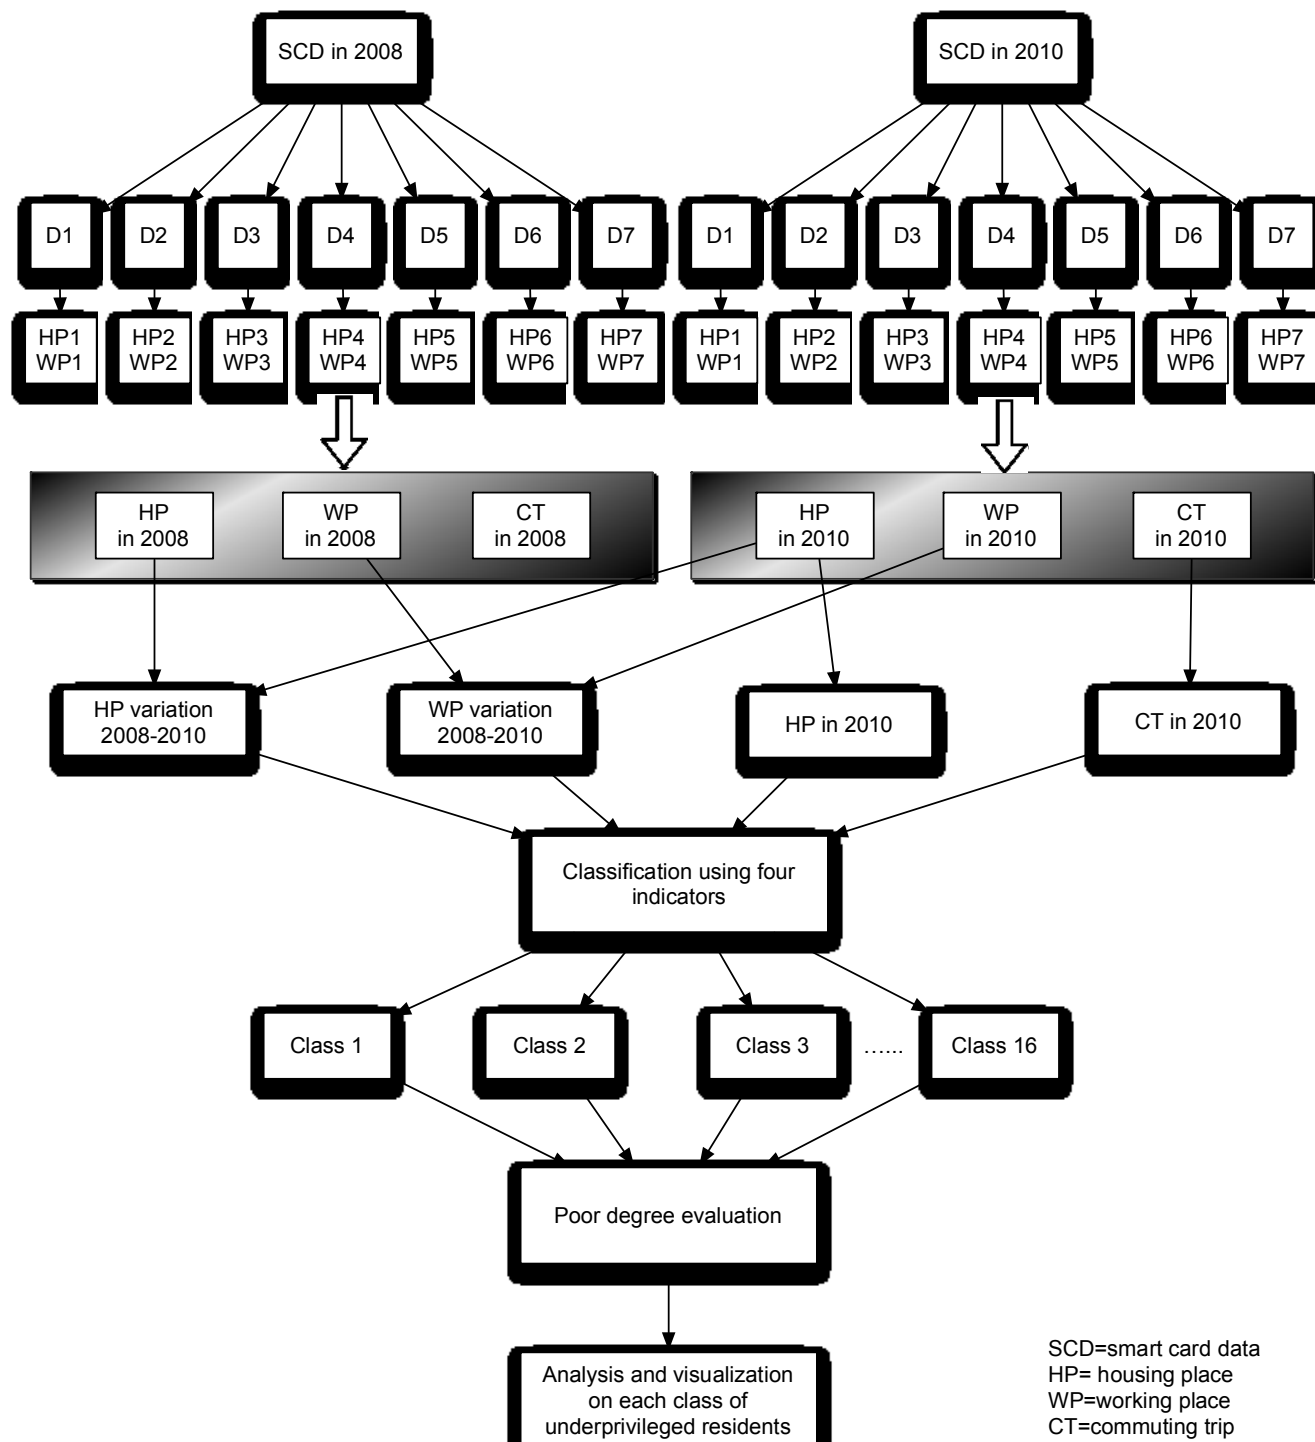 SCD in 2008
SCD in 2010
D1
D2
D3
D4
D5
D6
D7
D1
D2
D3
D4
D5
D6
D7
HP1
WP1
HP2
WP2
HP3
WP3
HP4
WP4
HP5
WP5
HP6
WP6
HP7
WP7
HP1
WP1
HP2
WP2
HP3
WP3
HP4
WP4
HP5
WP5
HP6
WP6
HP7
WP7
HP
in 2008
WP
in 2008
CT
in 2008
HP
in 2010
WP
in 2010
CT
in 2010
HP variation
2008-2010
WP variation
2008-2010
HP in 2010
CT in 2010
Classification using four
indicators
Class 1
Class 2
Class 3
......
Class 16
Poor degree evaluation
Analysis and visualization
on each class of
underprivileged residents
SCD=smart card data
HP= housing place
WP=working place
CT=commuting trip